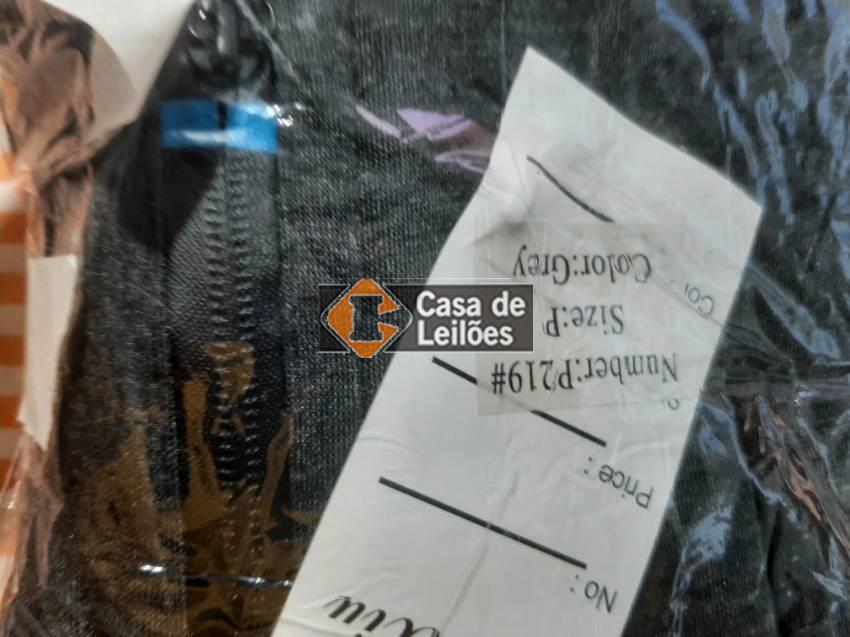 Casa de
Leilões
No:
Price:
Number:P219#
Size:P
Color:Grey